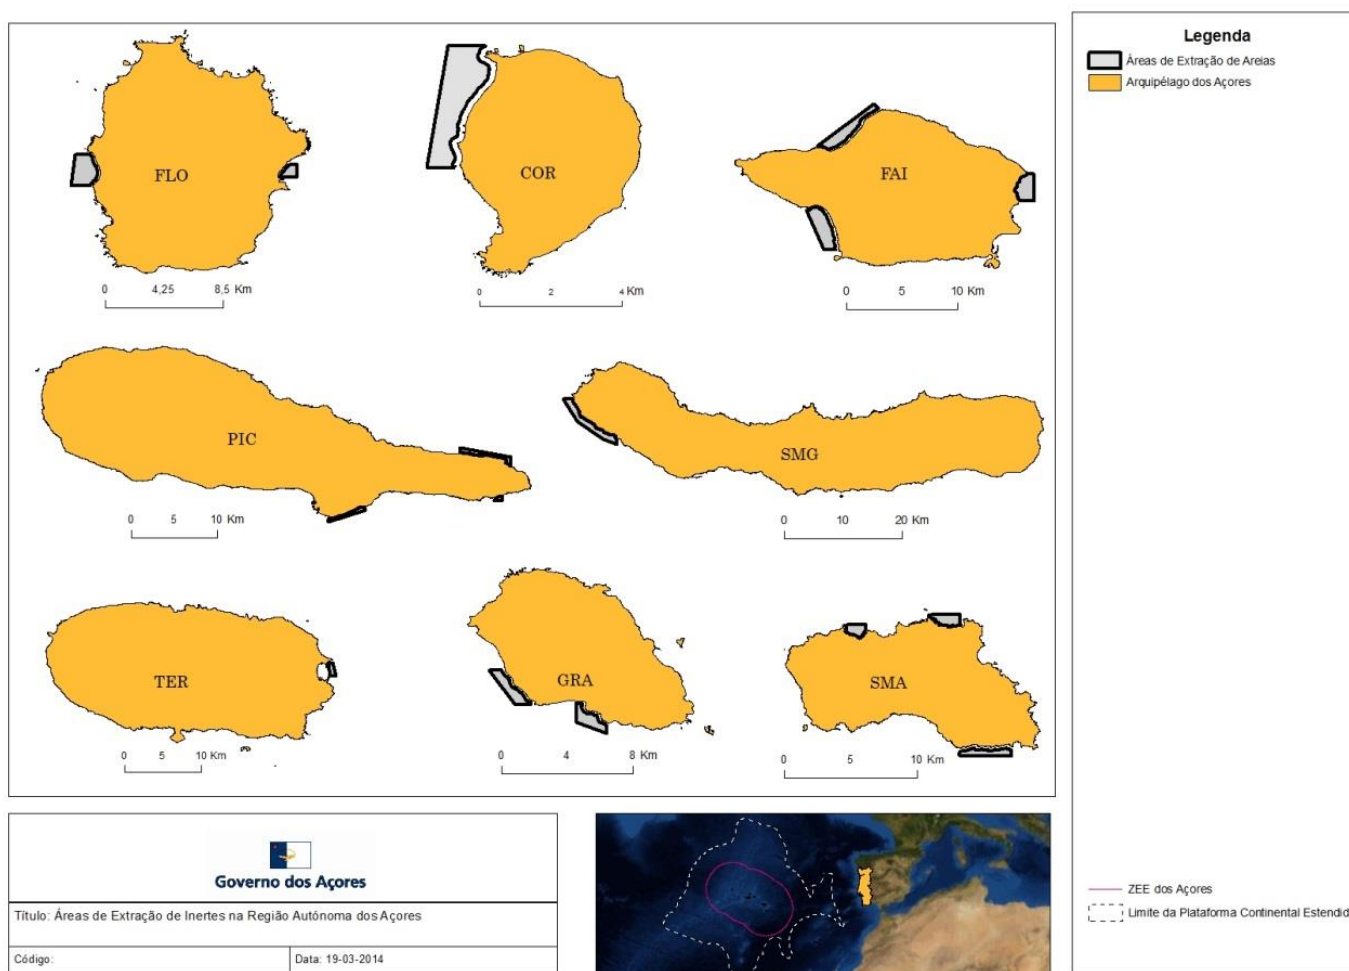 Legenda
Áreas de Extração de Areias
Arquipélago dos Açores
FLO
COR
FAI
0 4,25 8,5 Km
0 2 4 Km
0 5 10 Km
PIC
SMG
0 5 10 Km
0 10 20 Km
TER
GRA
SMA
0 5 10 Km
0 4 8 Km
0 5 10 Km
Governo dos Açores
Título: Áreas de Extração de Inertes na Região Autónoma dos Açores
Código:
Data: 19-03-2014
ZEE dos Açores
Limite da Plataforma Continental Estendid